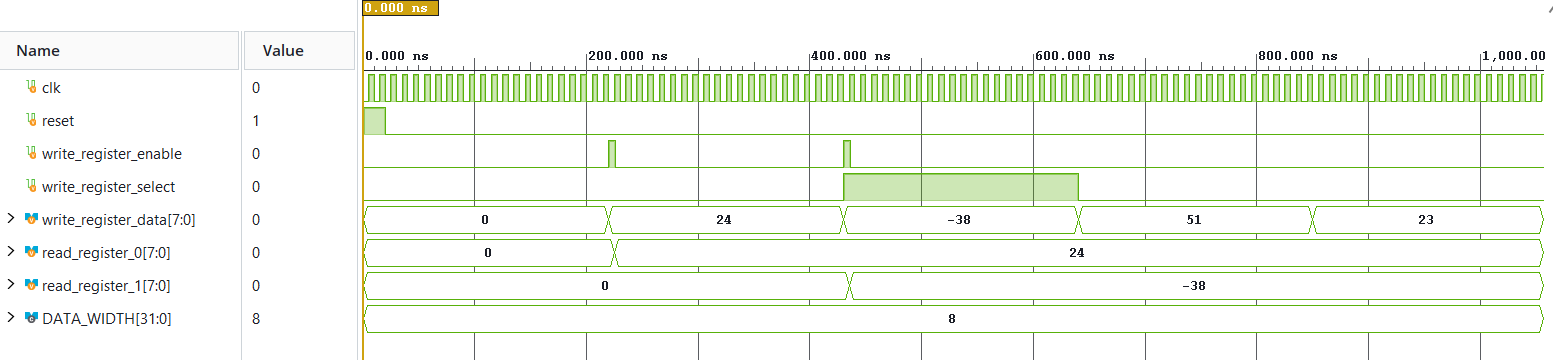 0.000 ns
Name Value
0.000 ns 200.000 ns 400.000 ns 600.000 ns 800.000 ns 1,000.00
clk 0
reset 1
write_register_enable 0
write_register_select 0
write_register_data[7:0] 0 0 24 -38 51 23
read_register_0[7:0] 0 0 24
read_register_1[7:0] 0 0 -38
DATA_WIDTH[31:0] 8 8